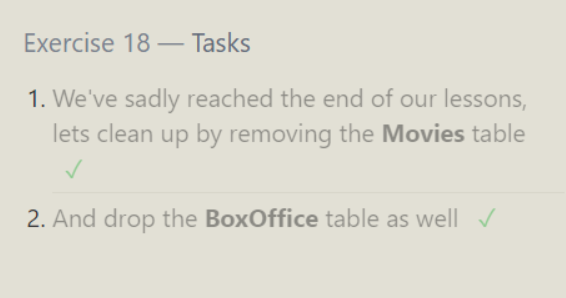 Exercise 18 — Tasks
1. We've sadly reached the end of our lessons,
lets clean up by removing the Movies table
✓
2. And drop the BoxOffice table as well ✓